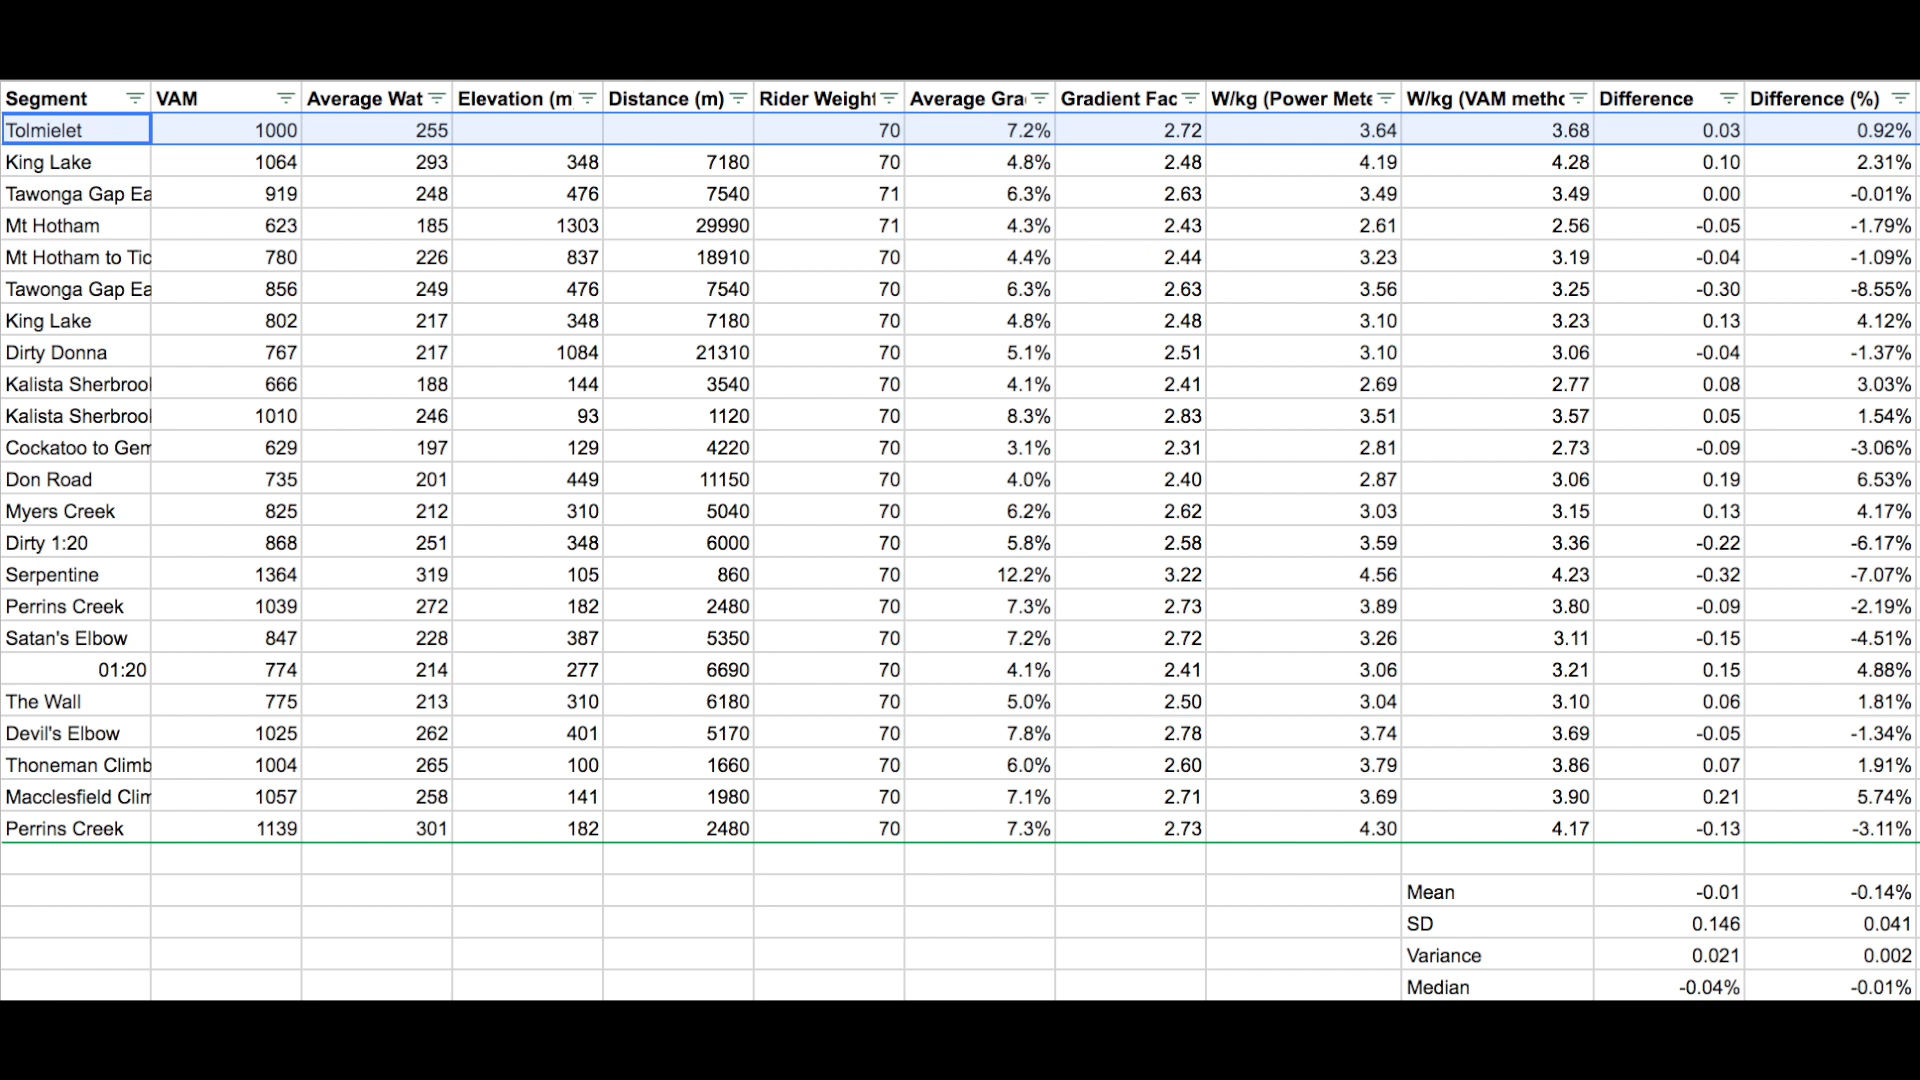 Segment VAM Average Wat Elevation (m Distance (m) Rider Weight Average Gra Gradient Fac W/kg (Power Mete W/kg (VAM metho Difference Difference (%)
Tolmielet 1000 255 70 7.2% 2.72 3.64 3.68 0.03 0.92%
King Lake 1064 293 348 7180 70 4.8% 2.48 4.19 4.28 0.10 2.31%
Tawonga Gap Ea 919 248 476 7540 71 6.3% 2.63 3.49 3.49 0.00 -0.01%
Mt Hotham 623 185 1303 29990 71 4.3% 2.43 2.61 2.56 -0.05 -1.79%
Mt Hotham to Tic 780 226 837 18910 70 4.4% 2.44 3.23 3.19 -0.04 -1.09%
Tawonga Gap Ea 856 249 476 7540 70 6.3% 2.63 3.56 3.25 -0.30 -8.55%
King Lake 802 217 348 7180 70 4.8% 2.48 3.10 3.23 0.13 4.12%
Dirty Donna 767 217 1084 21310 70 5.1% 2.51 3.10 3.06 -0.04 -1.37%
Kalista Sherbrool 666 188 144 3540 70 4.1% 2.41 2.69 2.77 0.08 3.03%
Kalista Sherbrool 1010 246 93 1120 70 8.3% 2.83 3.51 3.57 0.05 1.54%
Cockatoo to Gem 629 197 129 4220 70 3.1% 2.31 2.81 2.73 -0.09 -3.06%
Don Road 735 201 449 11150 70 4.0% 2.40 2.87 3.06 0.19 6.53%
Myers Creek 825 212 310 5040 70 6.2% 2.62 3.03 3.15 0.13 4.17%
Dirty 1:20 868 251 348 6000 70 5.8% 2.58 3.59 3.36 -0.22 -6.17%
Serpentine 1364 319 105 860 70 12.2% 3.22 4.56 4.23 -0.32 -7.07%
Perrins Creek 1039 272 182 2480 70 7.3% 2.73 3.89 3.80 -0.09 -2.19%
Satan's Elbow 847 228 387 5350 70 7.2% 2.72 3.26 3.11 -0.15 -4.51%
01:20 774 214 277 6690 70 4.1% 2.41 3.06 3.21 0.15 4.88%
The Wall 775 213 310 6180 70 5.0% 2.50 3.04 3.10 0.06 1.81%
Devil's Elbow 1025 262 401 5170 70 7.8% 2.78 3.74 3.69 -0.05 -1.34%
Thoneman Climb 1004 265 100 1660 70 6.0% 2.60 3.79 3.86 0.07 1.91%
Macclesfield Clim 1057 258 141 1980 70 7.1% 2.71 3.69 3.90 0.21 5.74%
Perrins Creek 1139 301 182 2480 70 7.3% 2.73 4.30 4.17 -0.13 -3.11%
Mean -0.01 -0.14%
SD 0.146 0.041
Variance 0.021 0.002
Median -0.04% -0.01%